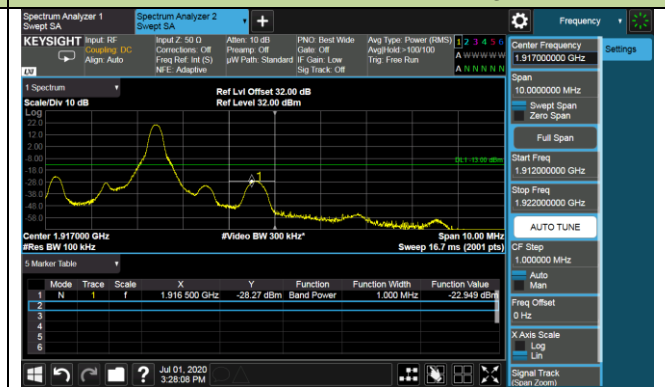 Spectrum Analyzer 1
Swept SA
Spectrum Analyzer 2
Swept SA
Frequency
KEYSIGHT
Input: RF
Coupling: DC
Align: Auto
Input Z: 50 Ω
Corrections: Off
Freq Ref: Int (S)
NFE: Adaptive
Atten: 10 dB
Preamp: Off
µW Path: Standard
PNO: Best Wide
Gate: Off
IF Gain: Low
Sig Track: Off
Avg Type: Power (RMS)
Avg|Hold:>100/100
Trig: Free Run
1 2 3 4 5 6
A W W W W W
A N N N N N
LXI
1 Spectrum
Scale/Div 10 dB
Ref Lvl Offset 32.00 dB
Ref Level 32.00 dBm
Log
22.0
12.0
2.00
-8.00
-18.0
-28.0
-38.0
-48.0
-58.0
DL1 -13.00 dBm
1
Center 1.917000 GHz
#Res BW 100 kHz
#Video BW 300 kHz*
Span 10.00 MHz
Sweep 16.7 ms (2001 pts)
5 Marker Table
Mode Trace Scale X Y Function Function Width Function Value
1 N 1 f 1.916 500 GHz -28.27 dBm Band Power 1.000 MHz -22.949 dBm
2
3
4
5
6
Jul 01, 2020
3:28:08 PM
Center Frequency
1.917000000 GHz
Settings
Span
10.0000000 MHz
Swept Span
Zero Span
Full Span
Start Freq
1.912000000 GHz
Stop Freq
1.922000000 GHz
AUTO TUNE
CF Step
1.000000 MHz
Auto
Man
Freq Offset
0 Hz
X Axis Scale
Log
Lin
Signal Track
(Span Zoom)